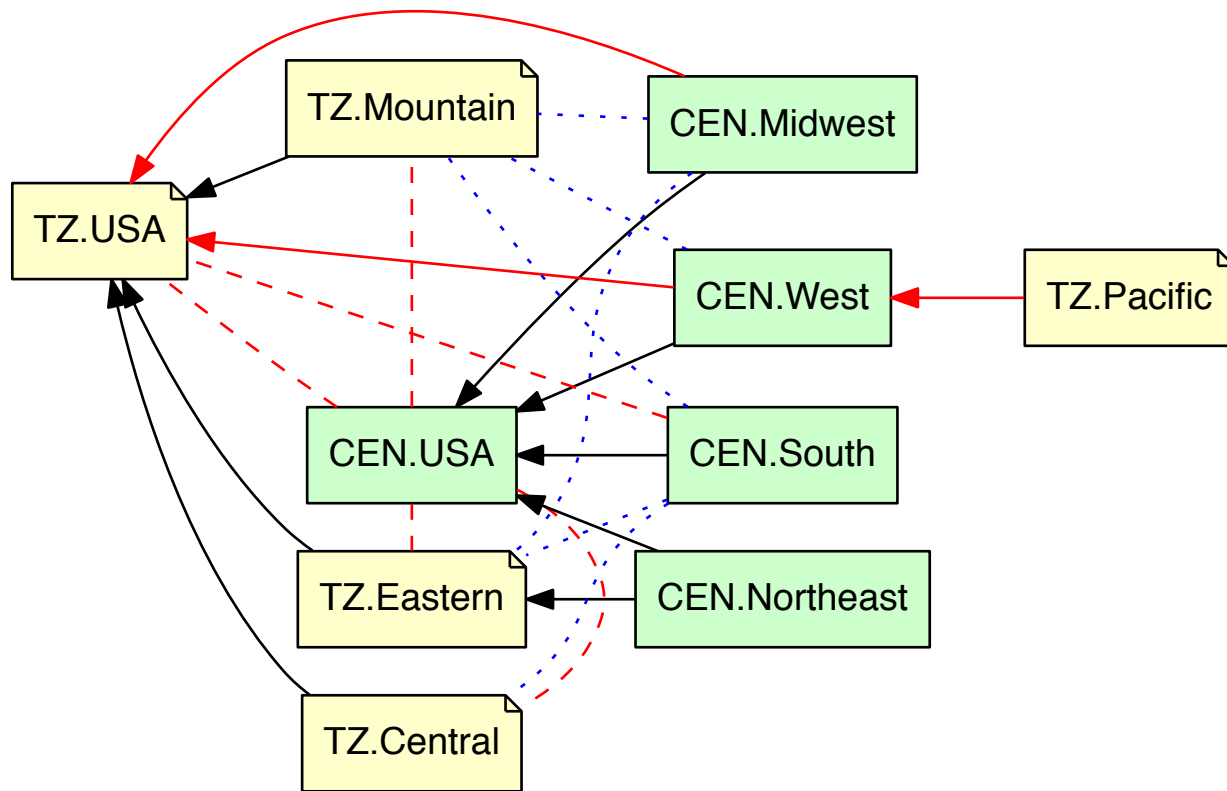 TZ.Mountain
CEN.Midwest
TZ.USA
CEN.West
TZ.Pacific
CEN.USA
CEN.South
TZ.Eastern
CEN.Northeast
TZ.Central